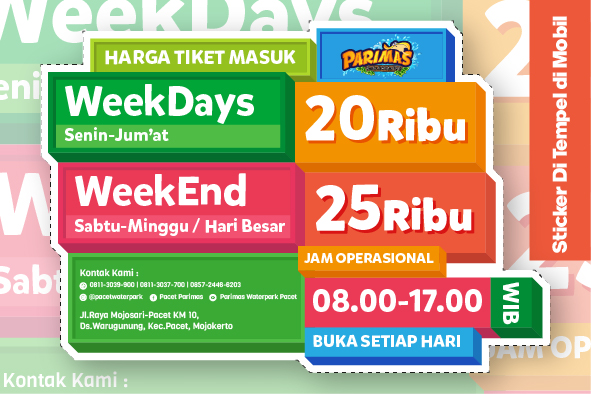 HARGA TIKET MASUK
PARIMAS
WeekDays
Senin-Jum'at
20Ribu
WeekEnd
Sabtu-Minggu / Hari Besar
25Ribu
Kontak Kami :
0811-3039-900 | 0811-3037-700 | 0857-2448-6203
@pacetwaterpark Pacet Parimas Parimas Waterpark Pacet
Jl.Raya Mojosari-Pacet KM 10,
Ds.Warugunung, Kec.Pacet, Mojokerto
JAM OPERASIONAL
08.00-17.00
WIB
BUKA SETIAP HARI
Sticker Di Tempel di Mobil
WeekDays
Kontak Kami :